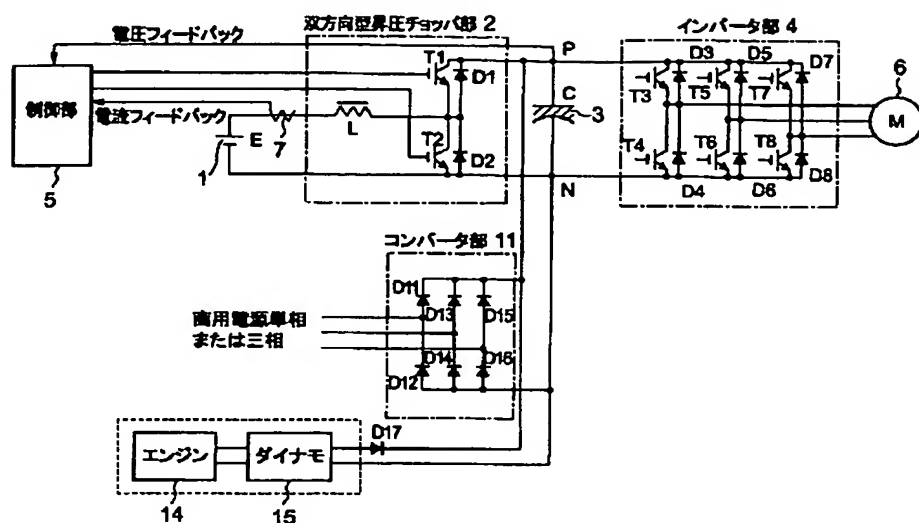 双方向型昇圧チョッパ部 2
インバータ部 4
電圧フィードバック
P
T1
D1
D3
D5
D7
6
制御部
T3
T5
T7
C
3
M
電流フィードバック
E
7
L
T2
D2
T4
T6
T8
D8
1
5
N
D4
D6
コンバータ部 11
D11
D13
D15
商用電源単相
または三相
D14
D16
D12
D17
エンジン
ダイナモ
14
15